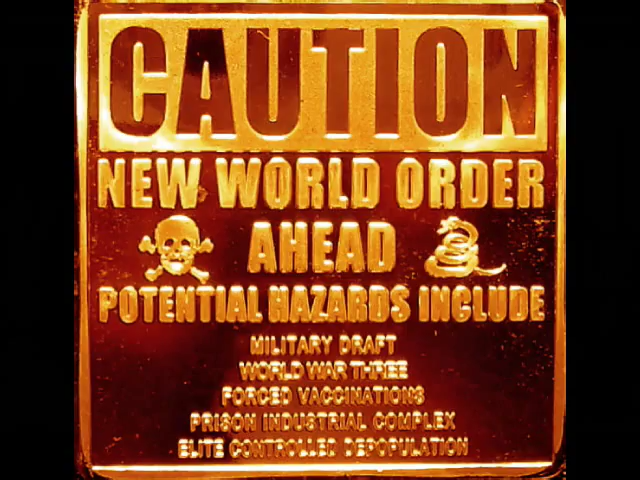 CAUTION
NEW WORLD ORDER
AHEAD
POTENTIAL HAZARDS INCLUDE
MILITARY DRAFT
WORLD WAR THREE
FORCED VACCINATIONS
PRISON INDUSTRIAL COMPLEX
ELITE CONTROLLED DEPOPULATION